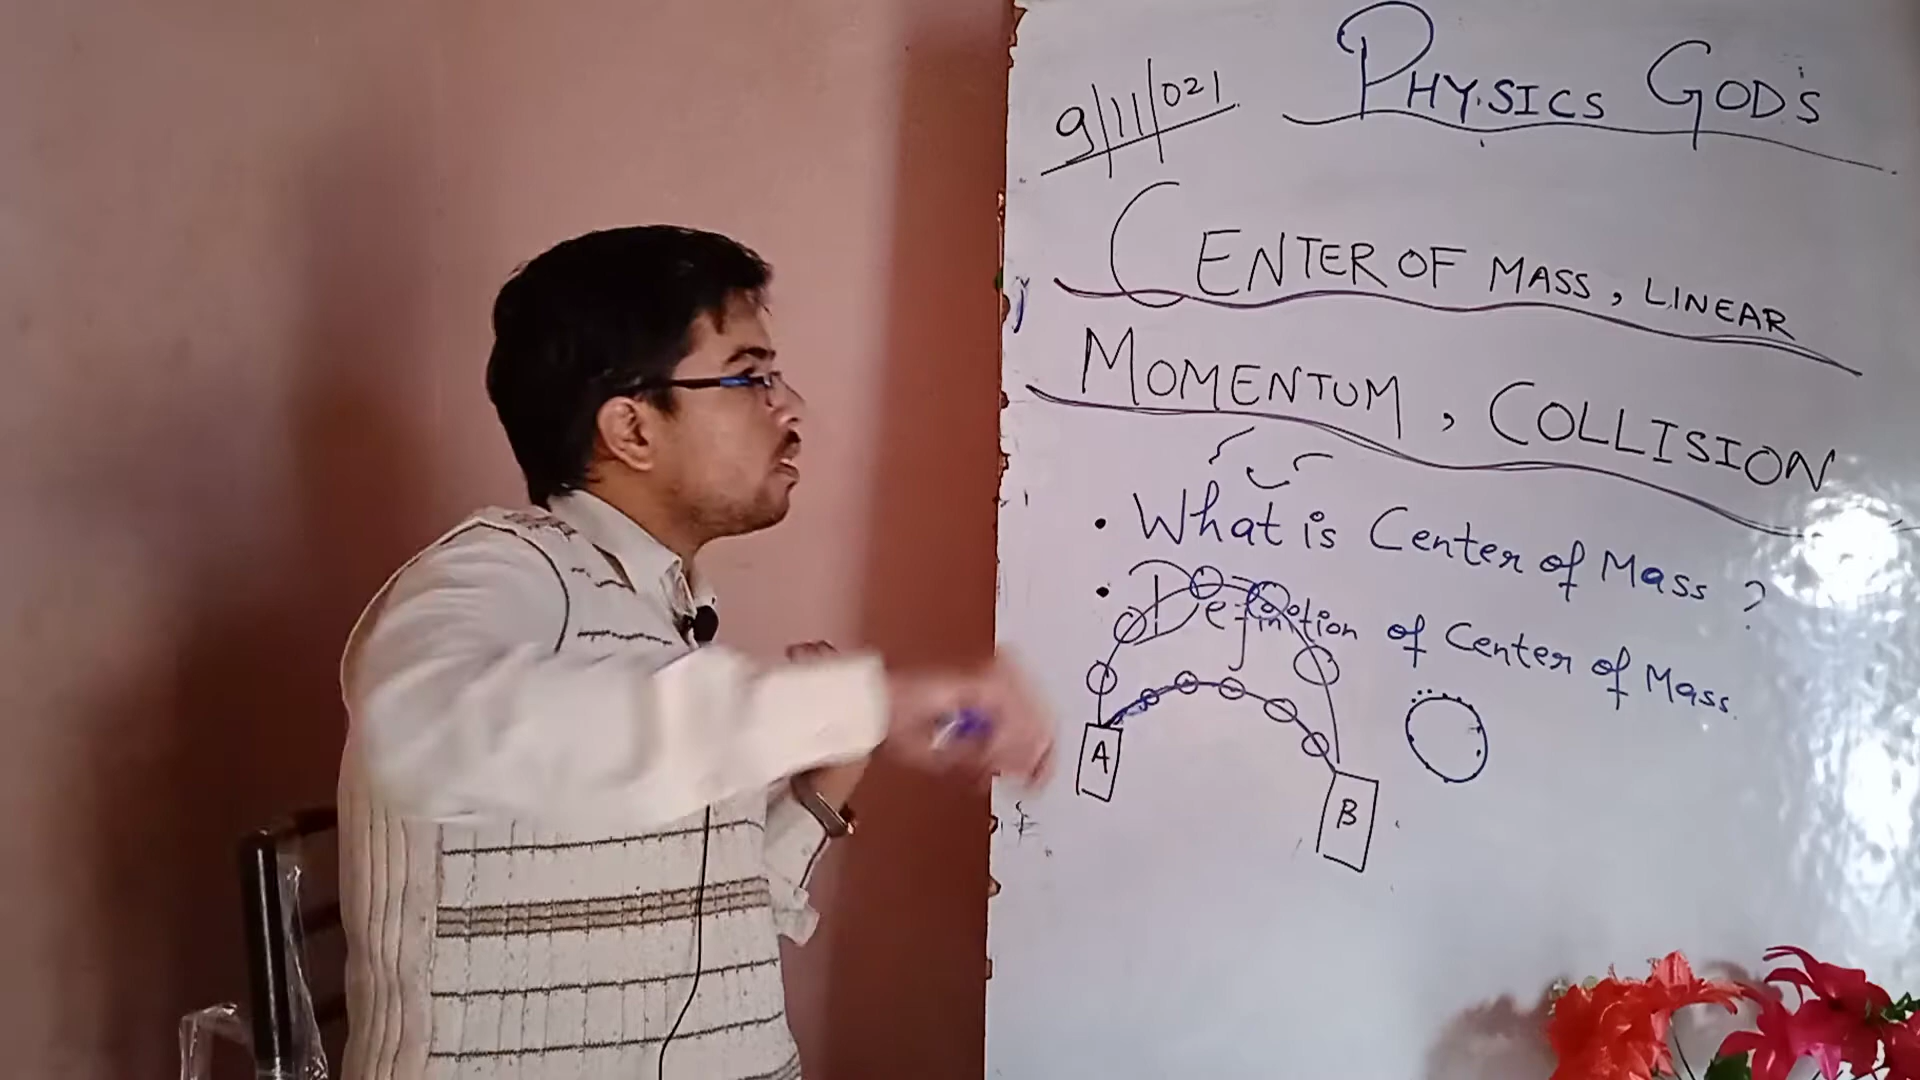 9/11/021
PHYSICS GOD'S
CENTER OF MASS, LINEAR
MOMENTUM, COLLISION
• What is Center of Mass ?
• Definition of Center of Mass.
A
B